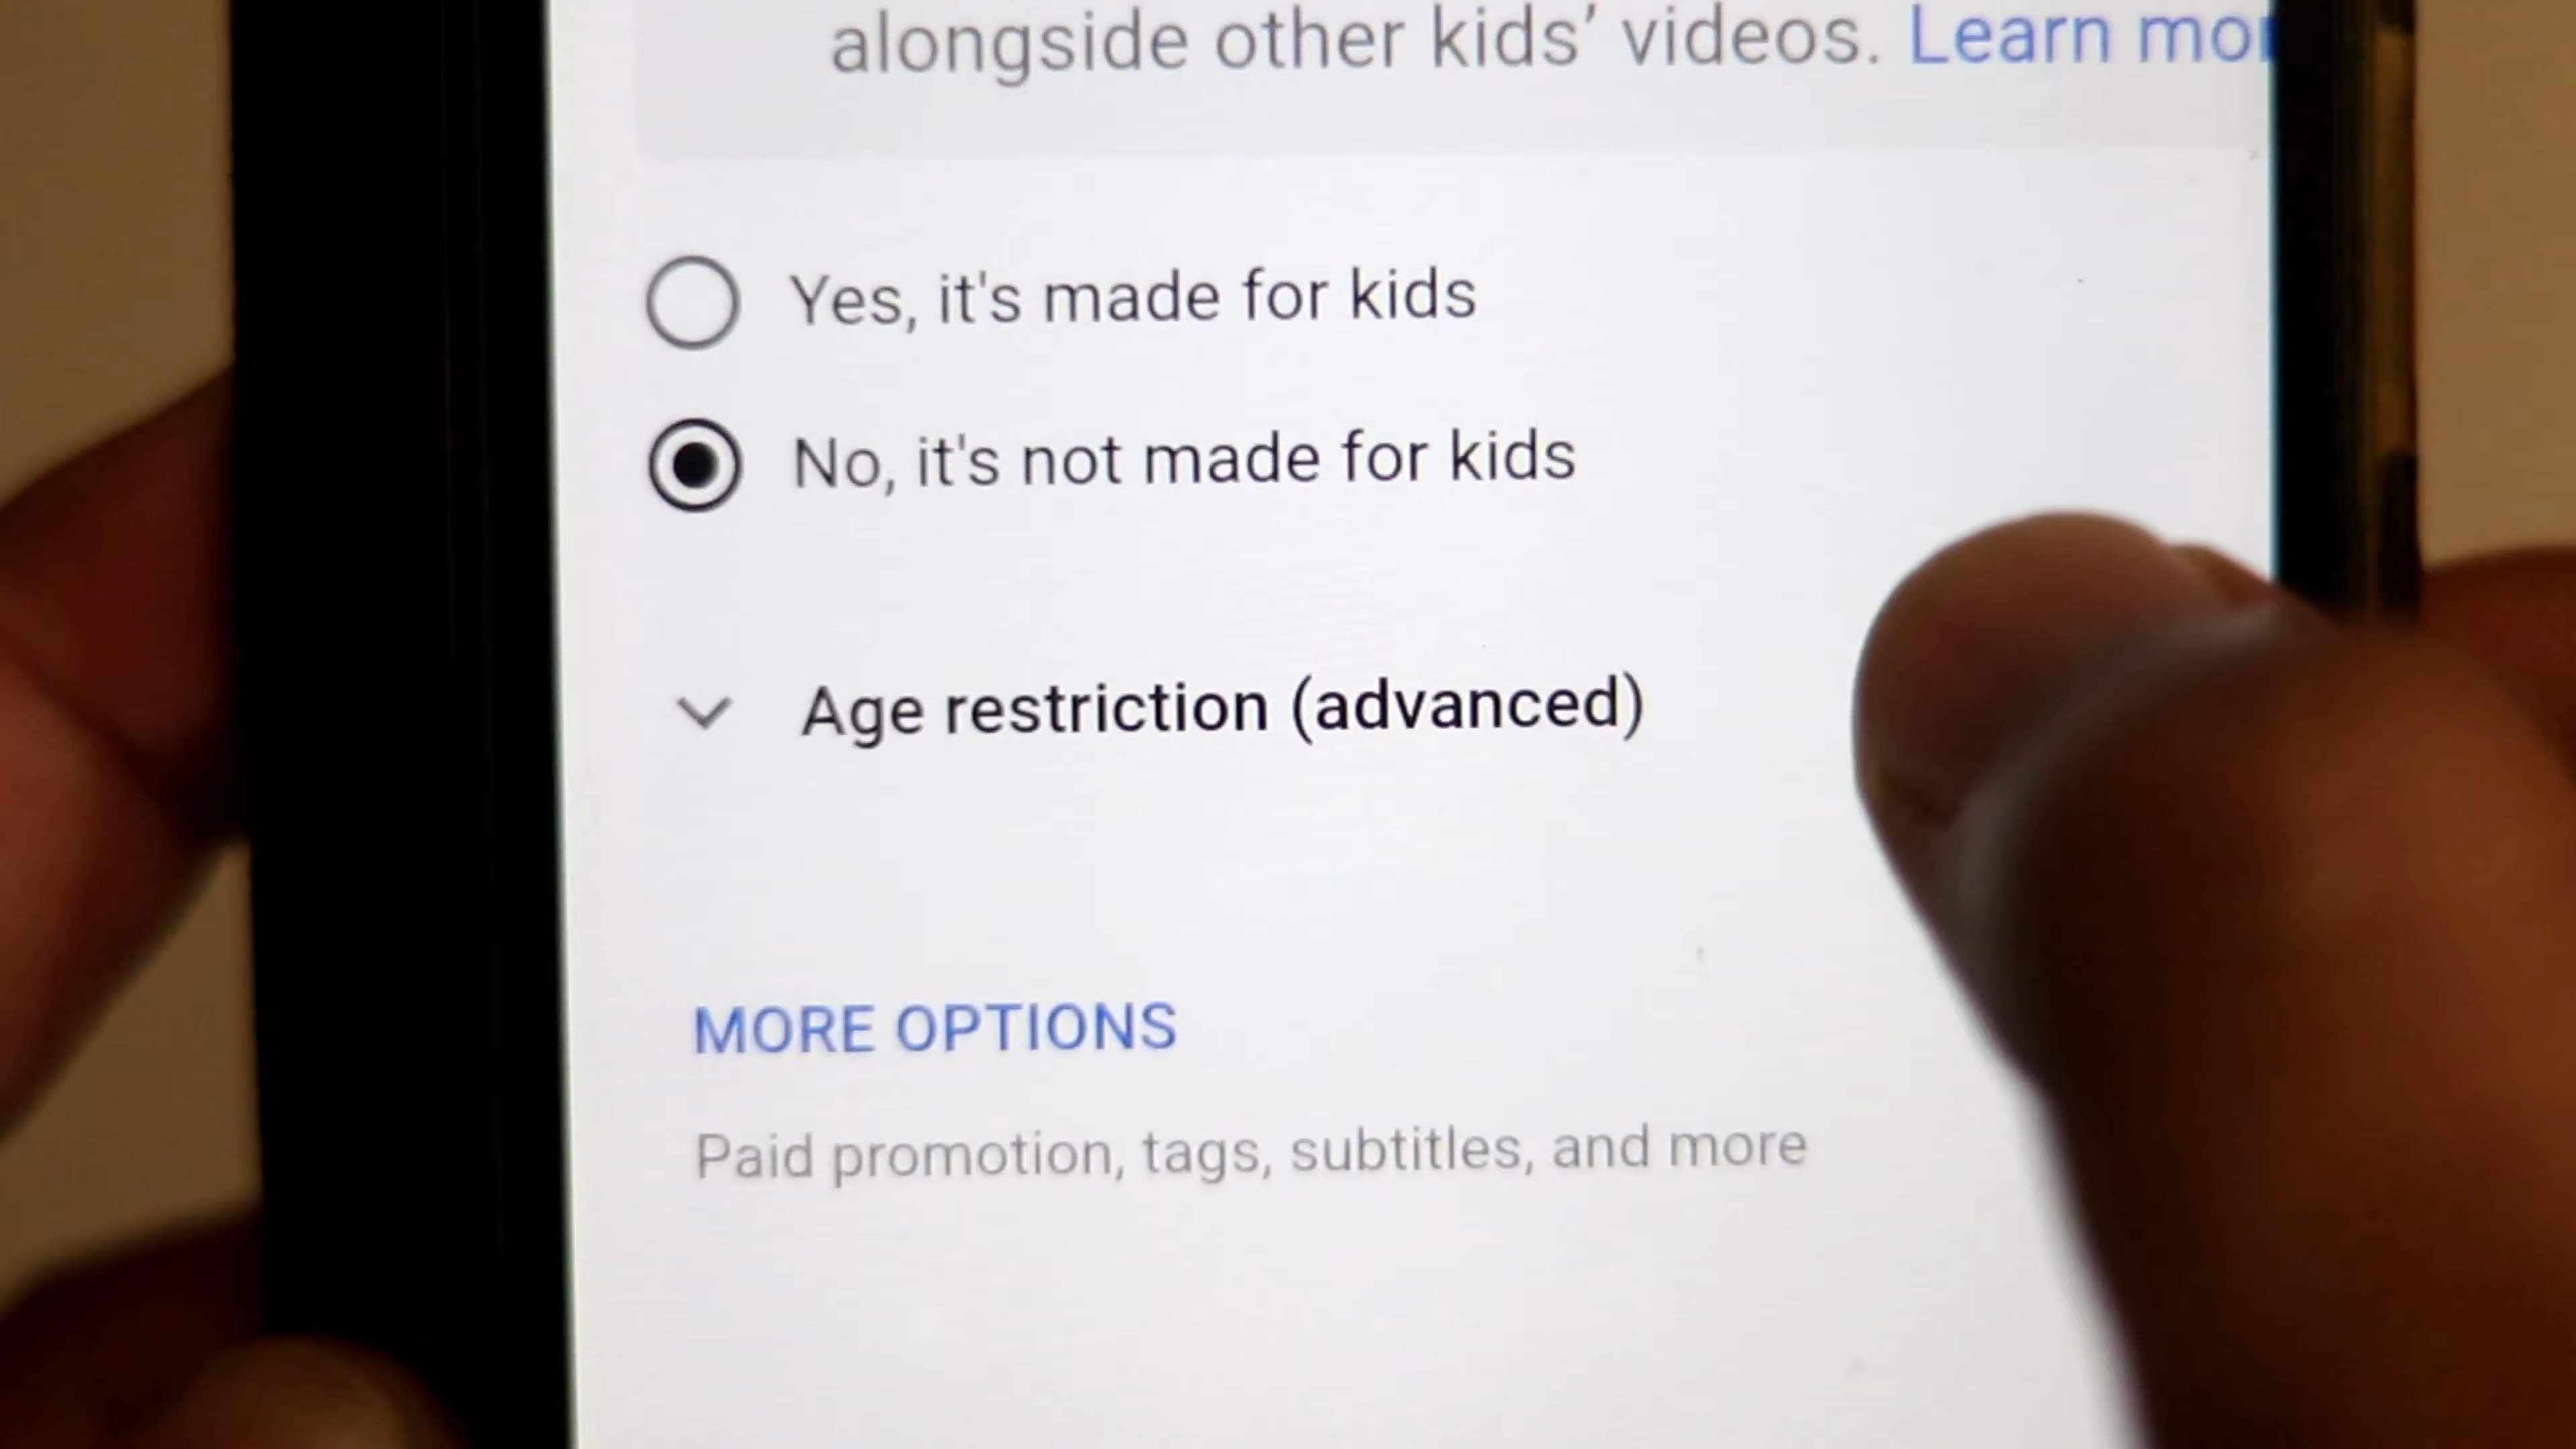 alongside other kids’ videos. Learn
Yes, it's made for kids
No, it's not made for kids
Age restriction (advanced)
MORE OPTIONS
Paid promotion, tags, subtitles, and more